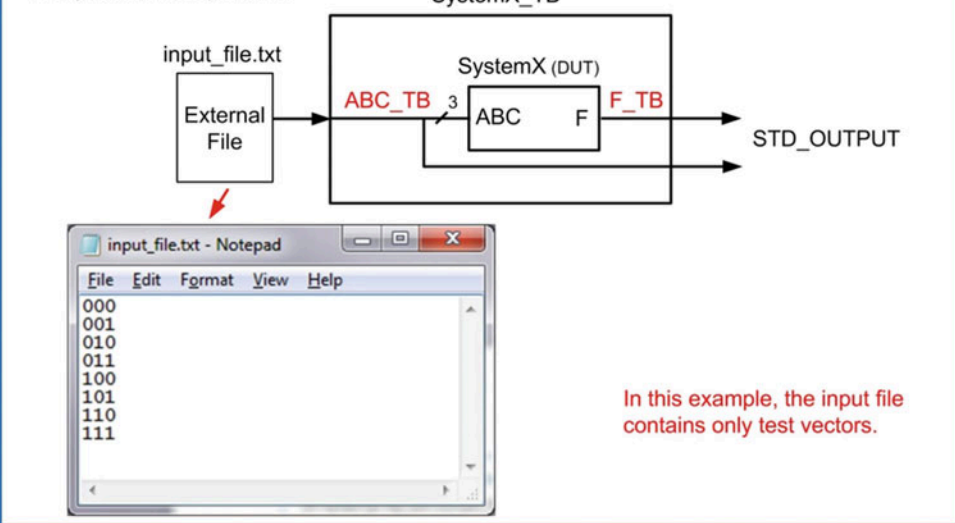 SystemX_TB
input_file.txt
SystemX (DUT)
External
File
ABC_TB
3
ABC
F
F_TB
STD_OUTPUT
input_file.txt - Notepad
File Edit Format View Help
000
001
010
011
100
101
110
111
In this example, the input file
contains only test vectors.